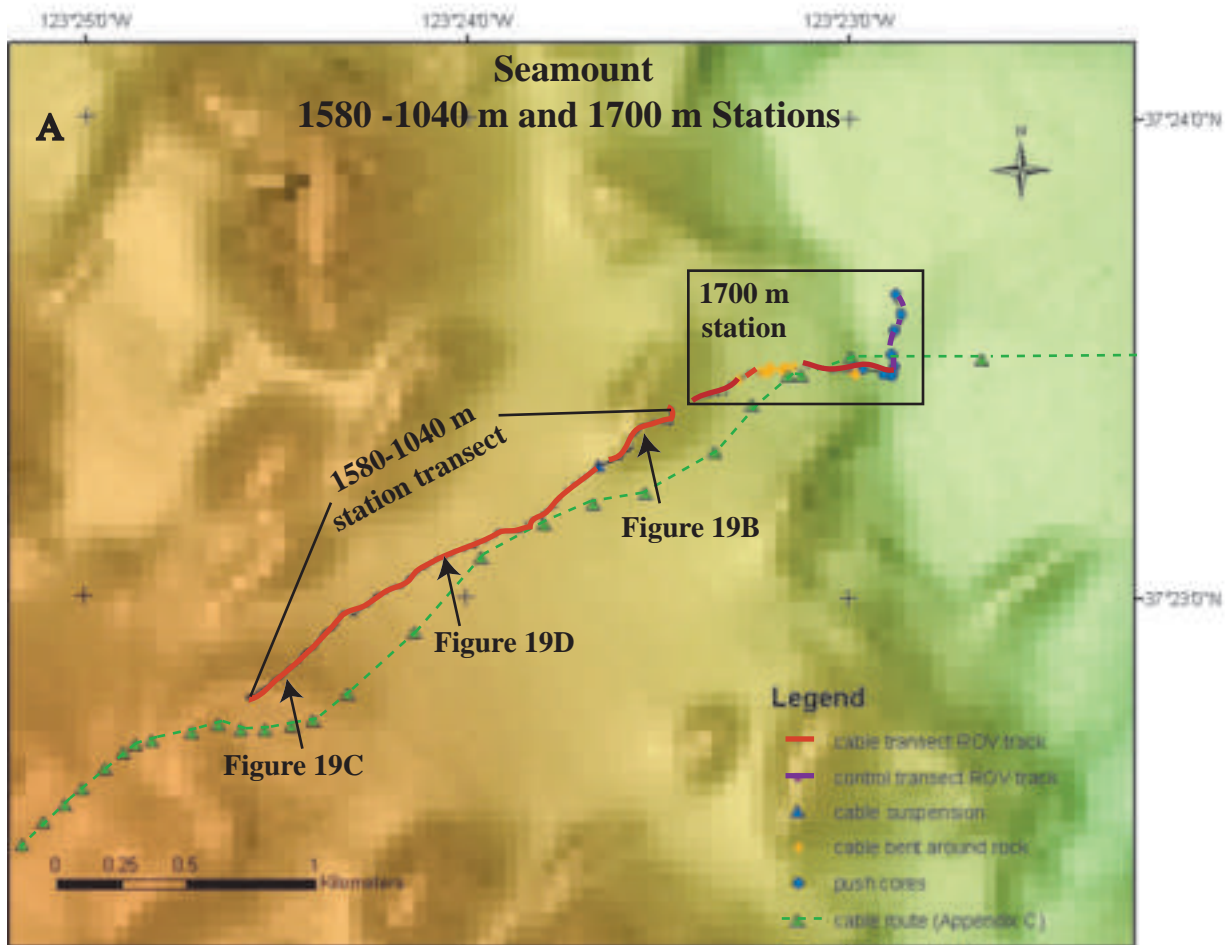 123°25'0"W 123°24'0"W 123°23'0"W
Seamount
1580 -1040 m and 1700 m Stations
A
37°24'0"N
N
1700 m
station
1580-1040 m
station transect
Figure 19B
37°23'0"N
Figure 19D
Figure 19C
Legend
cable transect ROV track
control transect ROV track
cable suspension
cable bent around rock
push cores
cable route (Appendix C)
0 0.25 0.5 1
Kilometers